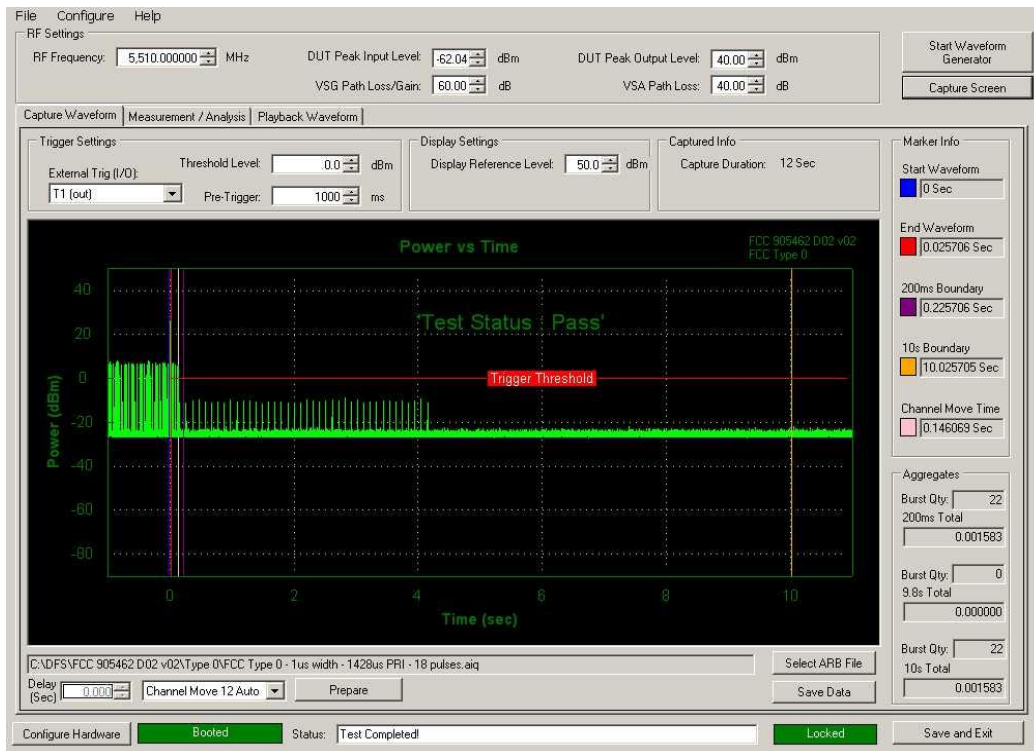 File Configure Help
RF Settings
RF Frequency: 5,510.000000 MHz
DUT Peak Input Level: -62.04 dBm
DUT Peak Output Level: 40.00 dBm
VSG Path Loss/Gain: 60.00 dB
VSA Path Loss: 40.00 dB
Start Waveform
Generator
Capture Screen
Capture Waveform Measurement / Analysis Playback Waveform
Trigger Settings
External Trig (I/O):
T1 (out)
Threshold Level: .0.0 dBm
Pre-Trigger: 1000 ms
Display Settings
Display Reference Level: 50.0 dBm
Captured Info
Capture Duration: 12 Sec
Marker Info
Start Waveform
0 Sec
End Waveform
0.025706 Sec
200ms Boundary
0.225706 Sec
10s Boundary
10.025705 Sec
Channel Move Time
0.146069 Sec
Power vs Time
FCC 905462 D02 v02
FCC Type 0
'Test Status : Pass'
Trigger Threshold
Power (dBm)
40
20
0
-20
-40
-60
-80
0 2 4 6 8 10
Time (sec)
Aggregates
Burst Qty: 22
200ms Total
0.001583
Burst Qty: 0
9.8s Total
0.000000
Burst Qty: 22
10s Total
0.001583
C:\DFS\FCC 905462 D02 v02\Type 0\FCC Type 0 - 1us width - 1428us PRI - 18 pulses.aiq
Select ARB File
Delay
(Sec) 0.000
Channel Move 12 Auto
Prepare
Save Data
Configure Hardware
Booted
Status: Test Completed!
Locked
Save and Exit